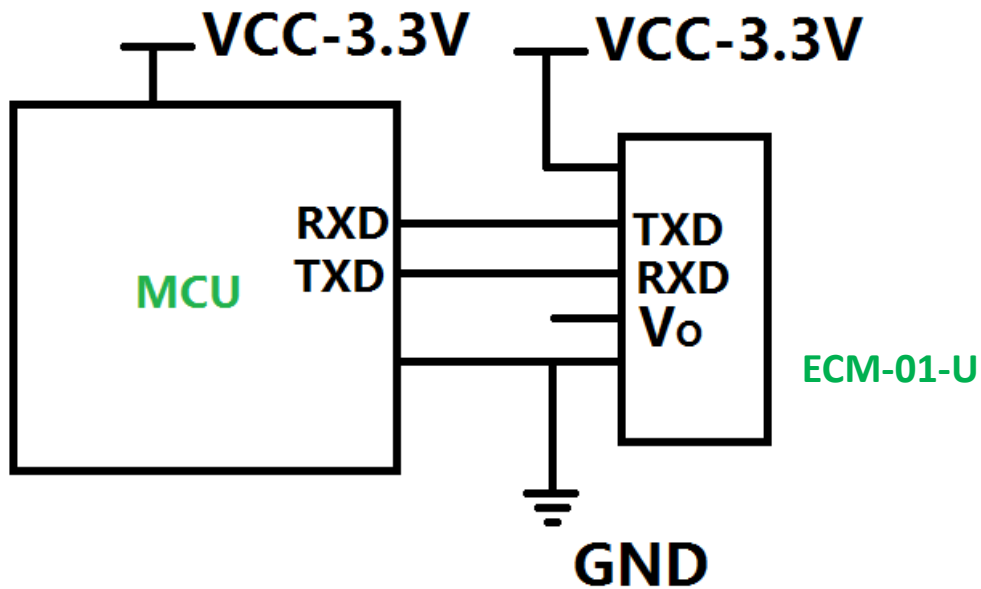 VCC-3.3V
VCC-3.3V
RXD
TXD
TXD
RXD
MCU
Vo
ECM-01-U
GND